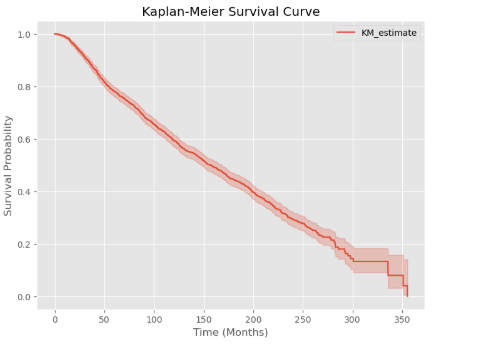 Kaplan-Meier Survival Curve
KM_estimate
1.0
0.8
0.6
0.4
0.2
0.0
Survival Probability
0 50 100 150 200 250 300 350
Time (Months)